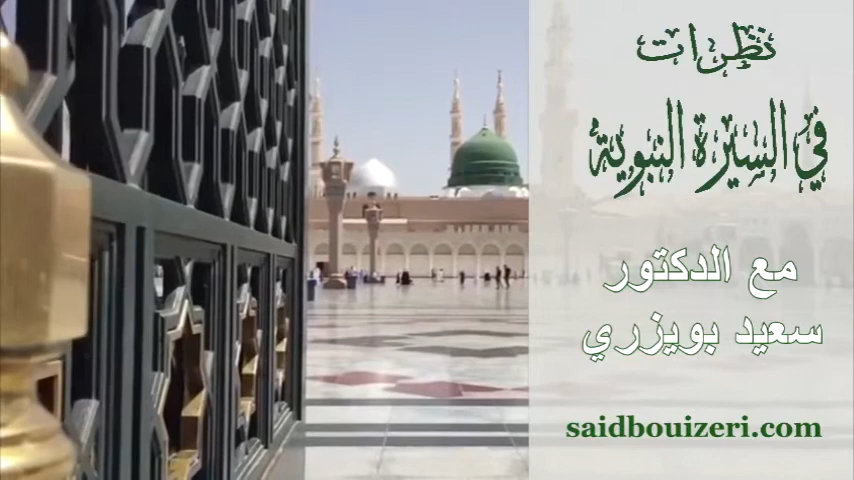 نظرات
في السيرة النبوية
مع الدكتور
سعيد بويزري
saidbouizeri.com